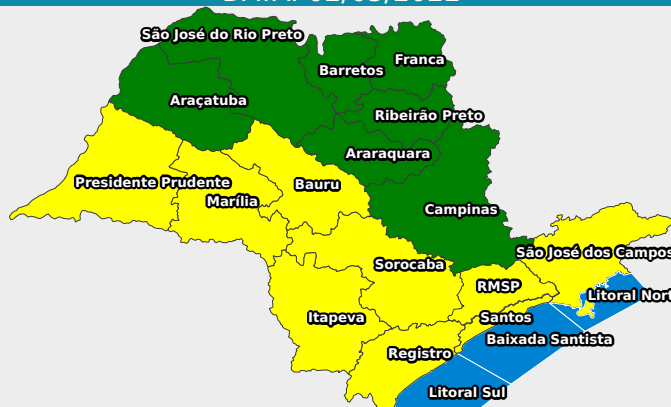 São José do Rio Preto
Franca
Barretos
Araçatuba
Ribeirão Preto
Araraquara
Presidente Prudente
Bauru
Marília
Campinas
São José dos Campos
Sorocaba
RMSP
Litoral Nort
Itapeva
Santos
Baixada Santista
Registro
Litoral Sul